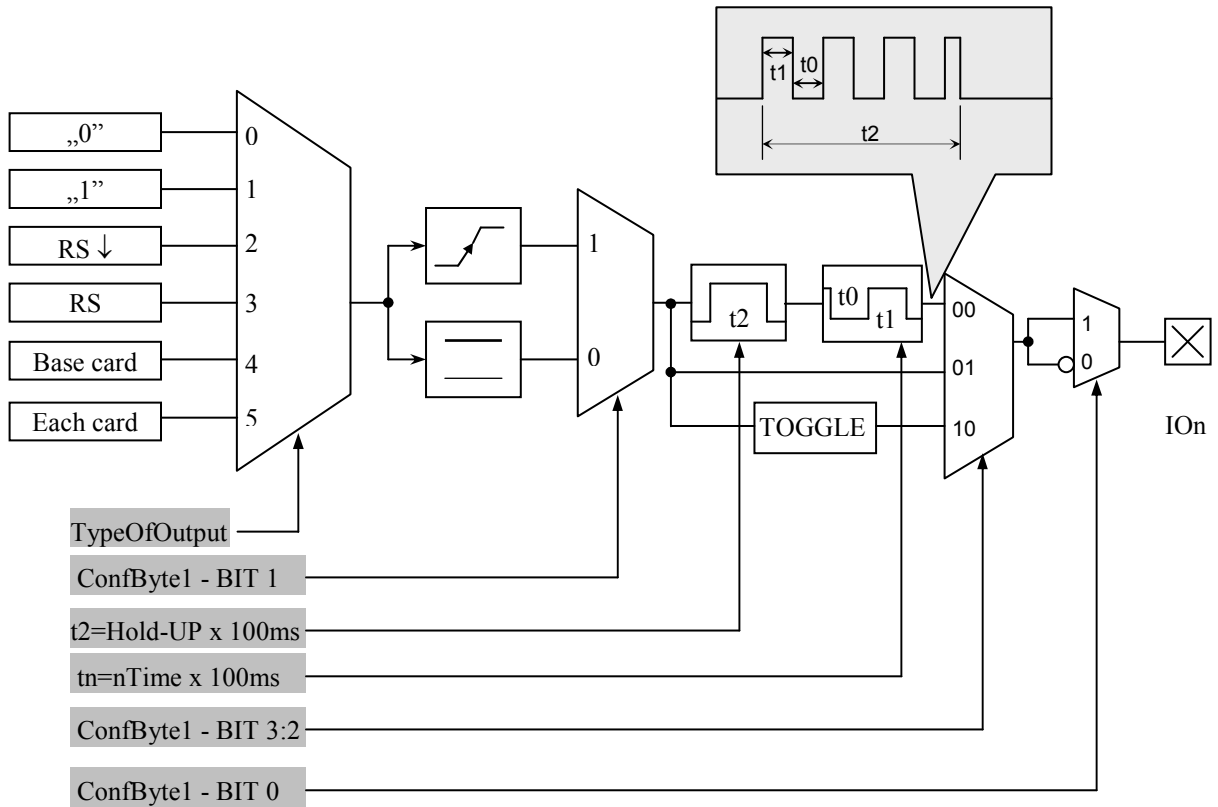 t1
t0
t2
„0”
„1”
RS ↓
RS
Base card
Each card
0
1
2
3
4
5
1
0
t2
t0
t1
TOGGLE
00
01
10
1
0
IOn
TypeOfOutput
ConfByte1 - BIT 1
t2=Hold-UP x 100ms
tn=nTime x 100ms
ConfByte1 - BIT 3:2
ConfByte1 - BIT 0